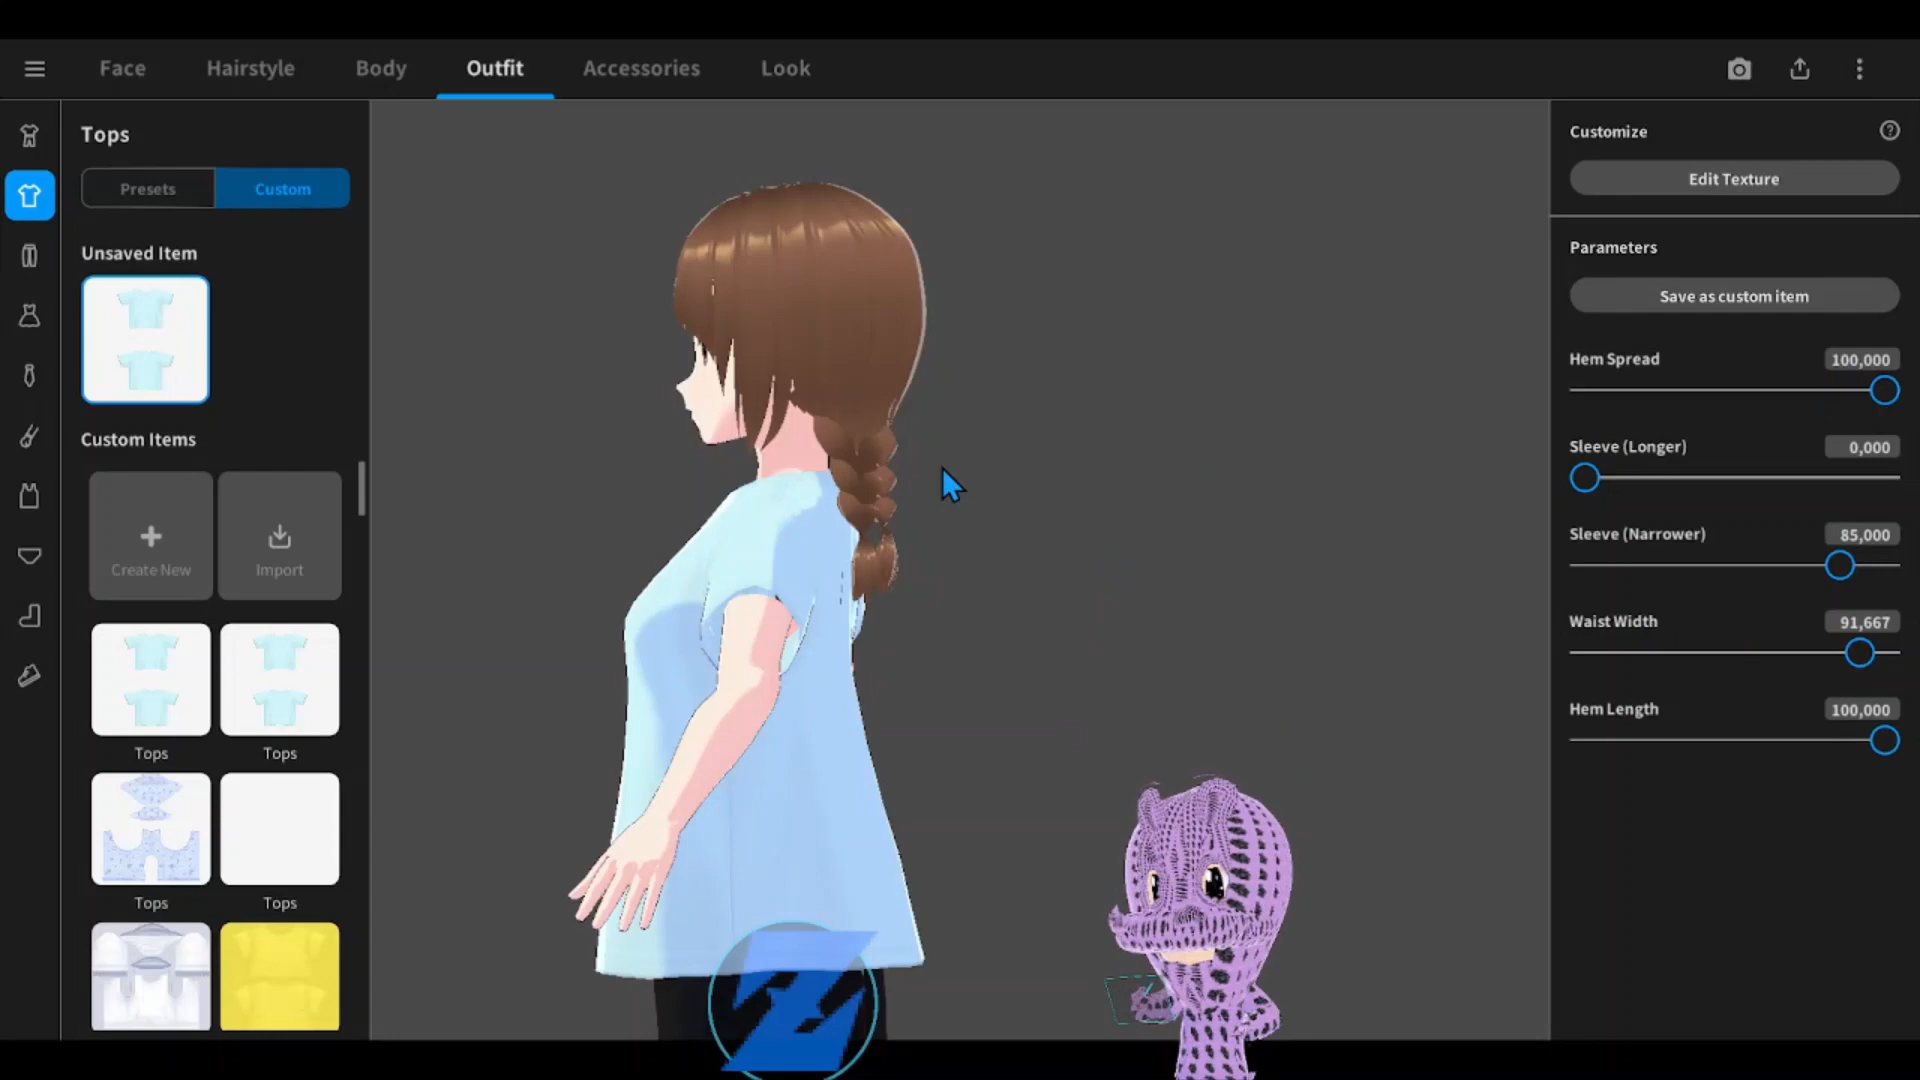 Face Hairstyle Body Outfit Accessories Look
Tops
Presets Custom
Unsaved Item
Custom Items
Create New Import
Tops Tops
Tops Tops
Customize
Edit Texture
Parameters
Save as custom item
Hem Spread 100,000
Sleeve (Longer) 0,000
Sleeve (Narrower) 85,000
Waist Width 91,667
Hem Length 100,000